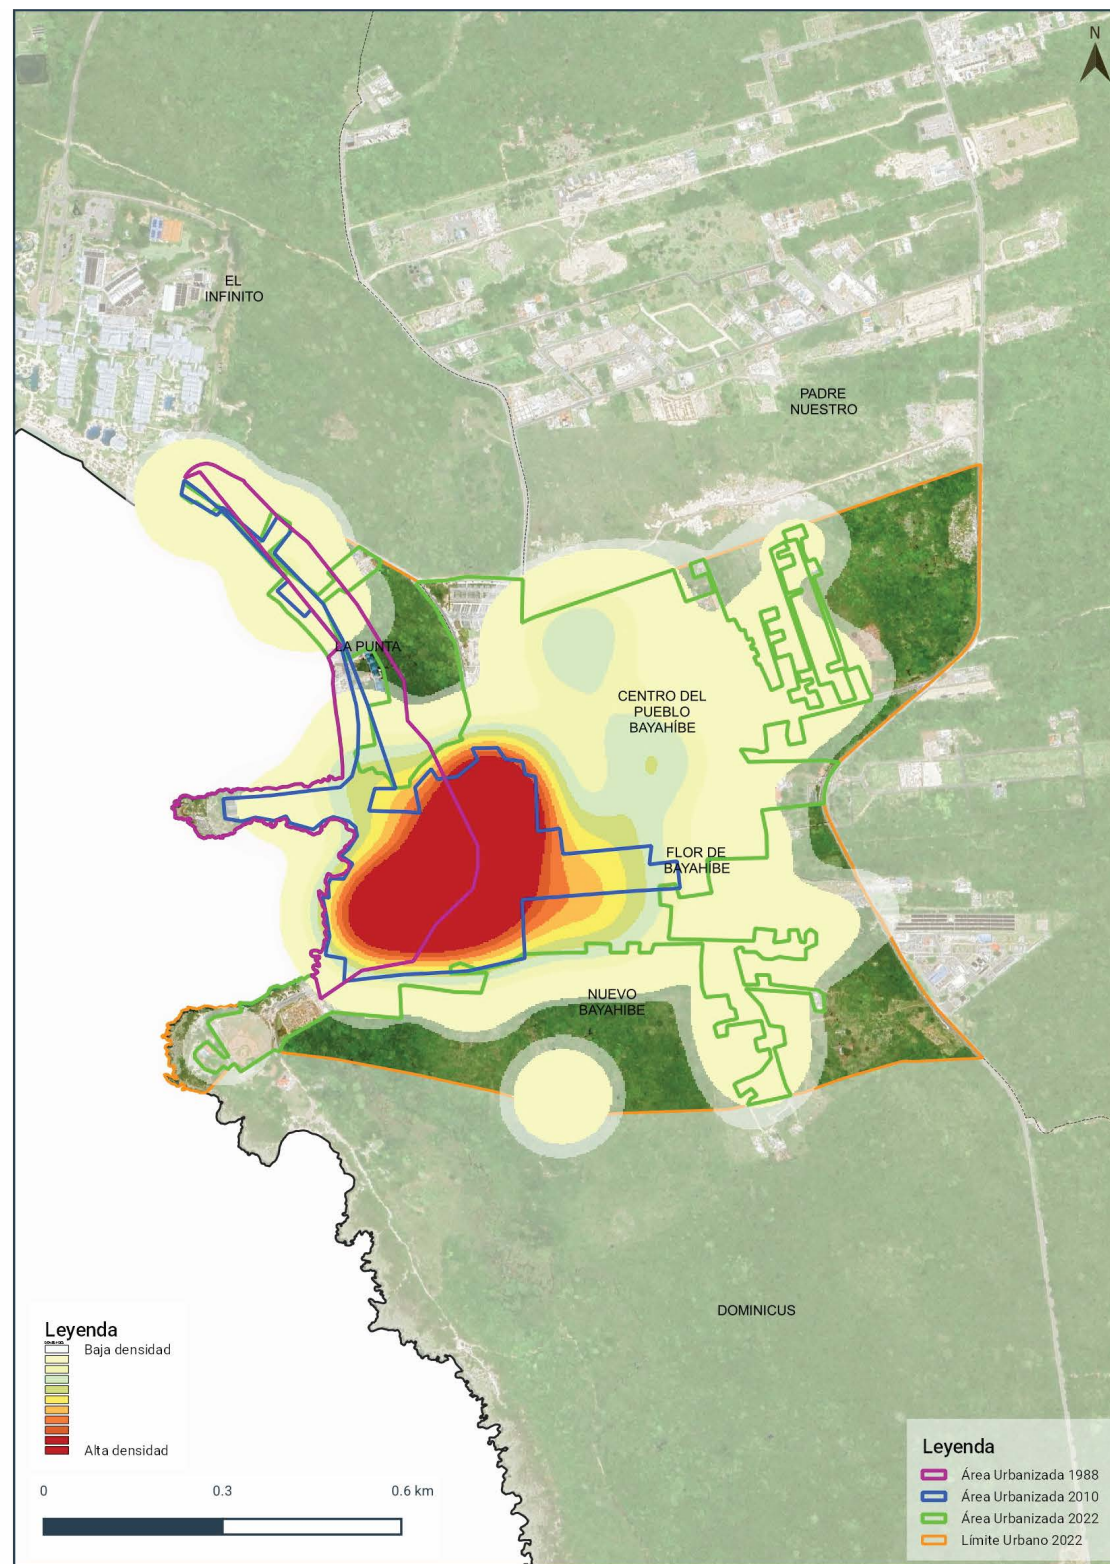 N
EL
INFINITO
PADRE
NUESTRO
LA PUNTA
CENTRO DEL
PUEBLO
BAYAHÍBE
FLOR DE
BAYAHIBE
NUEVO
BAYAHIBE
DOMINICUS
Leyenda
Baja densidad
Alta densidad
0 0.3 0.6 km
Leyenda
Área Urbanizada 1988
Área Urbanizada 2010
Área Urbanizada 2022
Límite Urbano 2022